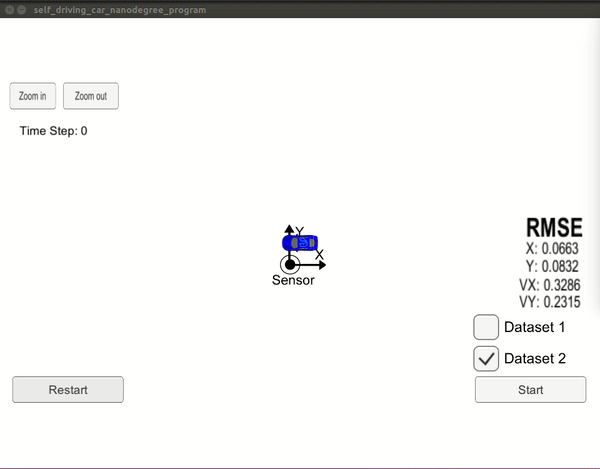 self_driving_car_nanodegree_program
Zoom in
Zoom out
Time Step: 0
Y
X
Sensor
RMSE
X: 0.0663
Y: 0.0832
VX: 0.3286
VY: 0.2315
Dataset 1
Dataset 2
Restart
Start